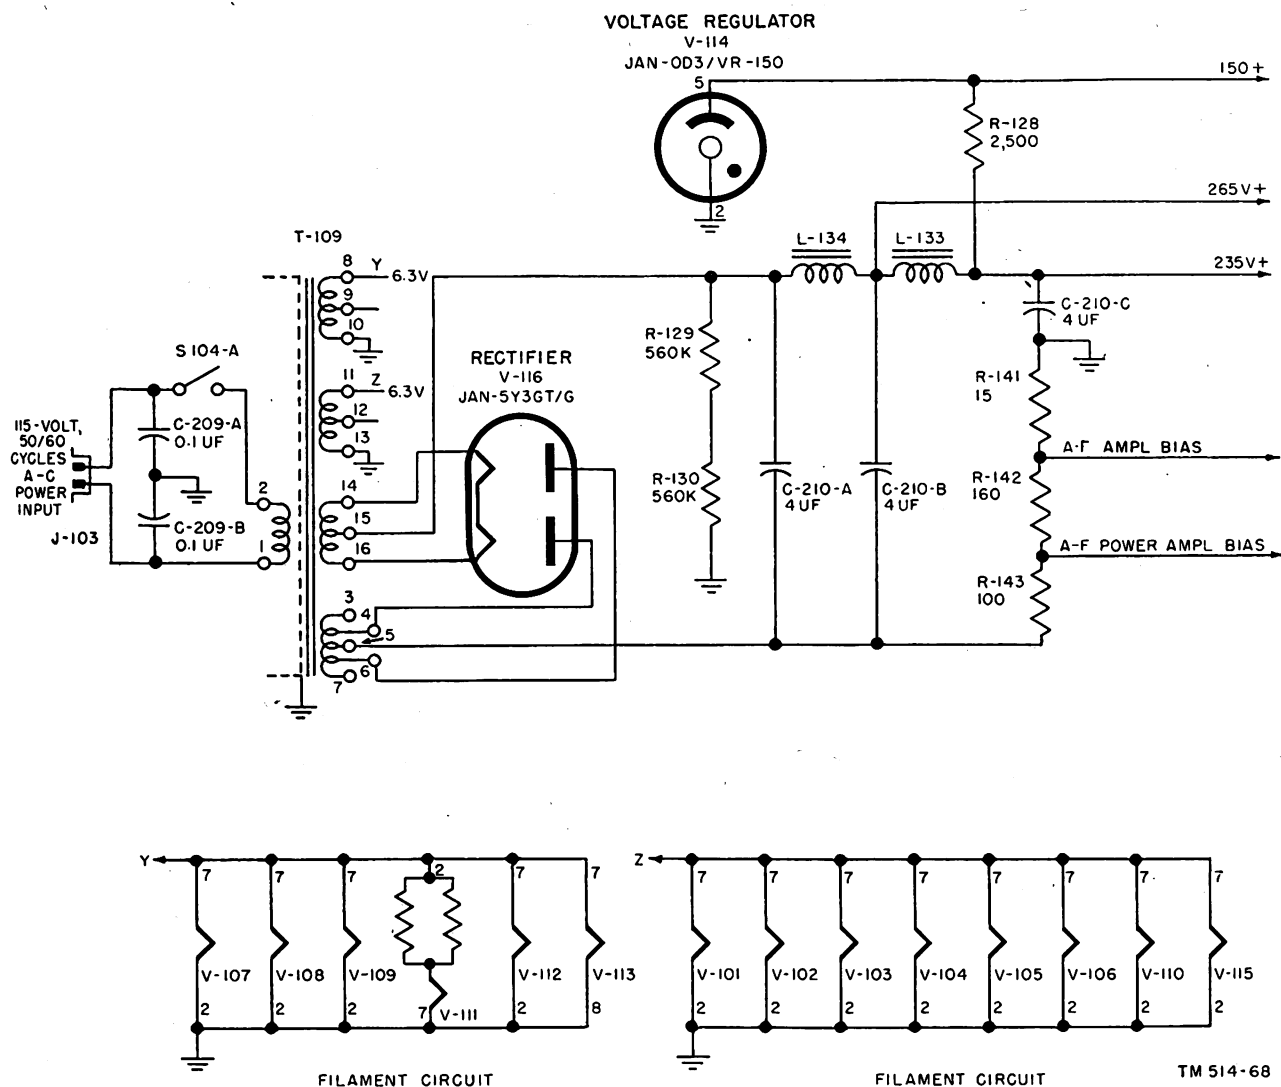 VOLTAGE REGULATOR
V-114
JAN-OD3/VR-150
5
2
150+
R-128
2,500
265V+
L-134
L-133
235V+
T-109
8
Y
6.3V
9
10
11
Z
6.3V
12
13
14
15
16
3
4
5
6
7
2
1
S 104-A
C-209-A
0.1 UF
C-209-B
0.1 UF
115-VOLT,
50/60
CYCLES
A-C
POWER
INPUT
J-103
RECTIFIER
V-116
JAN-5Y3GT/G
R-129
560K
R-130
560K
C-210-A
4 UF
C-210-B
4 UF
C-210-C
4 UF
R-141
15
A-F AMPL BIAS
R-142
160
A-F POWER AMPL BIAS
R-143
100
Y
7
7
7
2
7
7
V-107
V-108
V-109
V-112
V-113
2
2
2
7
V-111
2
8
FILAMENT CIRCUIT
Z
7
7
7
7
7
7
7
7
V-101
V-102
V-103
V-104
V-105
V-106
V-110
V-115
2
2
2
2
2
2
2
2
FILAMENT CIRCUIT
TM 514-68